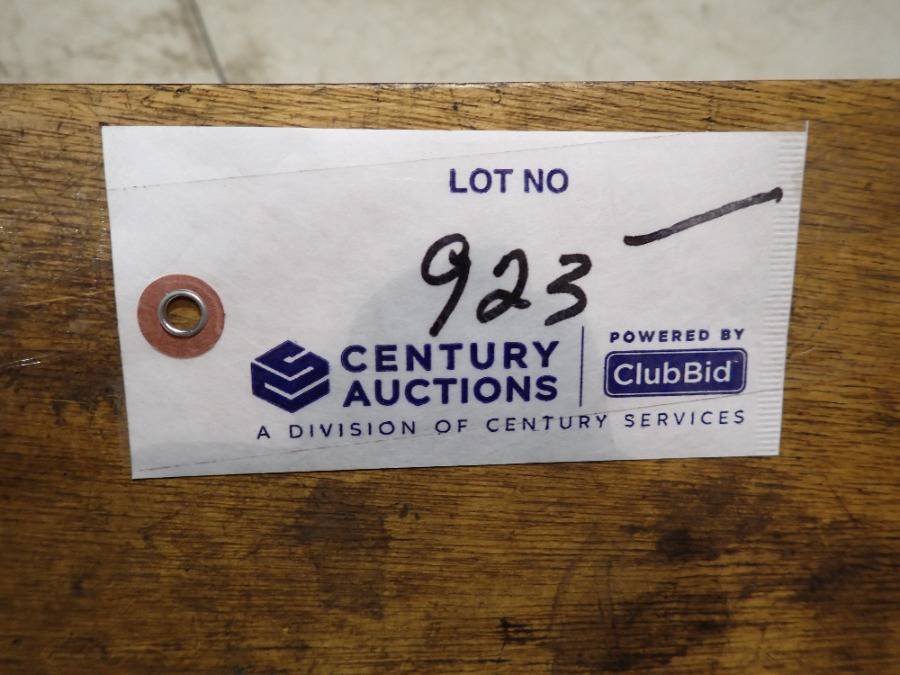 LOT NO
923
CENTURY AUCTIONS
POWERED BY
ClubBid
A DIVISION OF CENTURY SERVICES